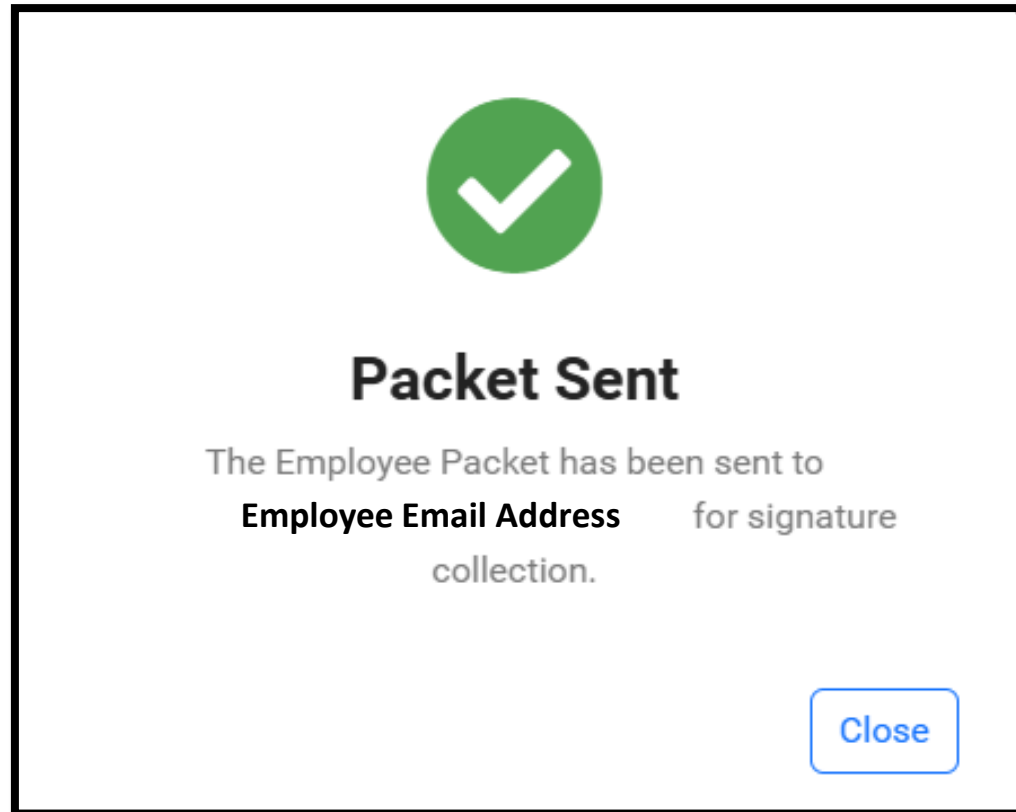 Packet Sent
The Employee Packet has been sent to
Employee Email Address for signature
collection.
Close